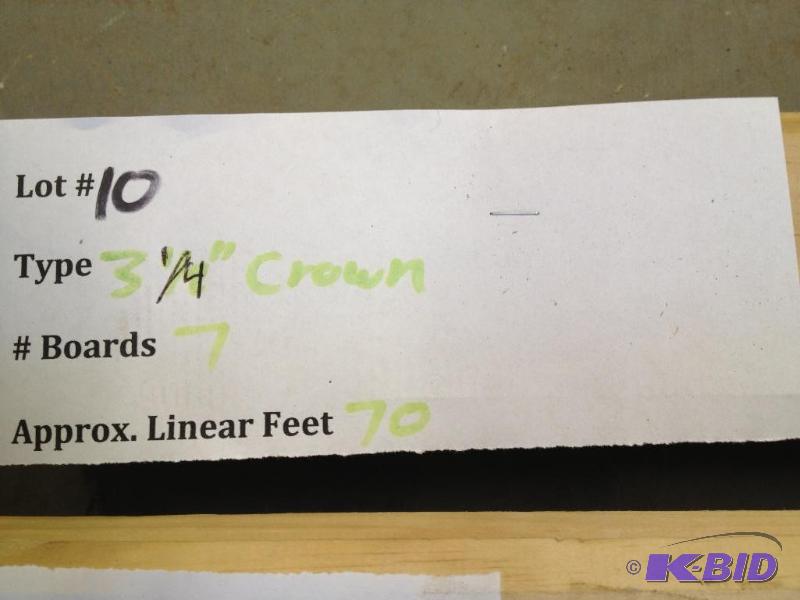 Lot # 10
Type 3 1/4" Crown
# Boards 7
Approx. Linear Feet 70
© K-BID